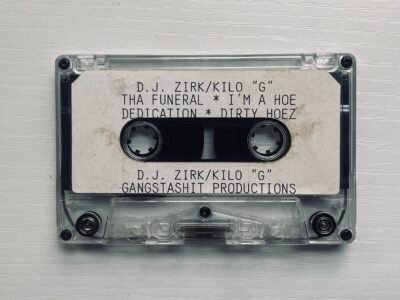 D.J. ZIRK/KILO "G"
THA FUNERAL * I'M A HOE
DEDICATION * DIRTY HOEZ
D.J. ZIRK/KILO "G"
GANGSTASHIT PRODUCTIONS